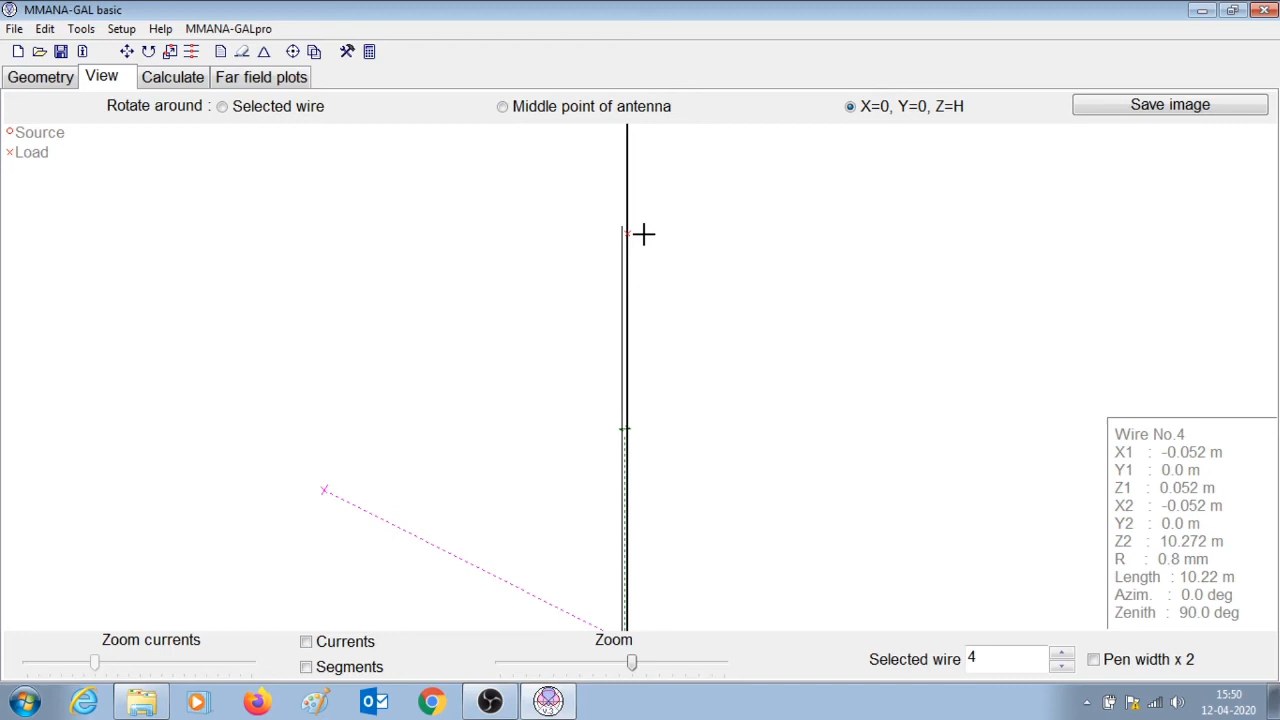 MMANA-GAL basic
File Edit Tools Setup Help MMANA-GALpro
Geometry View Calculate Far field plots
Rotate around : Selected wire Middle point of antenna X=0, Y=0, Z=H Save image
Source
Load
Wire No.4
X1 : -0.052 m
Y1 : 0.0 m
Z1 : 0.052 m
X2 : -0.052 m
Y2 : 0.0 m
Z2 : 10.272 m
R : 0.8 mm
Length : 10.22 m
Azim. : 0.0 deg
Zenith : 90.0 deg
Zoom currents Currents Zoom
Segments Selected wire 4 Pen width x 2
15:50
12-04-2020